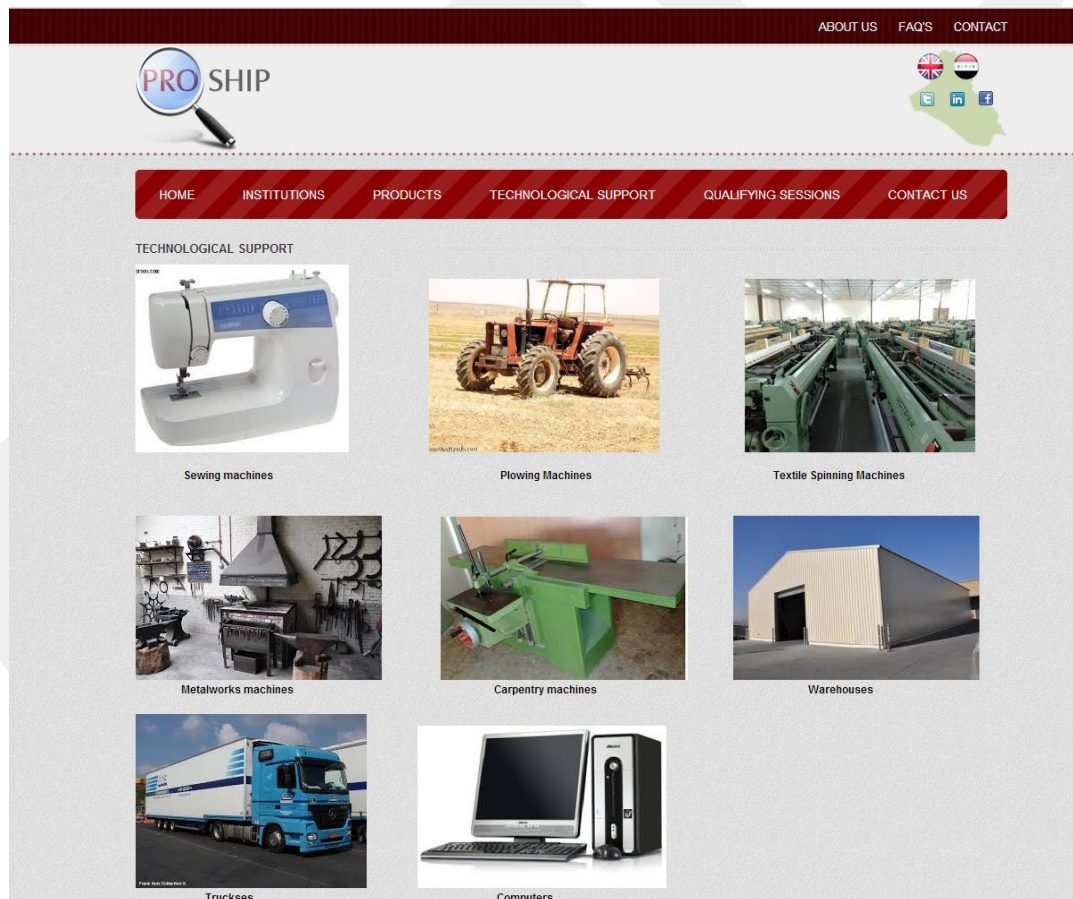 ABOUT US FAQ'S CONTACT
PRO SHIP
HOME INSTITUTIONS PRODUCTS TECHNOLOGICAL SUPPORT QUALIFYING SESSIONS CONTACT US
TECHNOLOGICAL SUPPORT
Sewing machines Plowing Machines Textile Spinning Machines
Metalworks machines Carpentry machines Warehouses
Truckses Computers